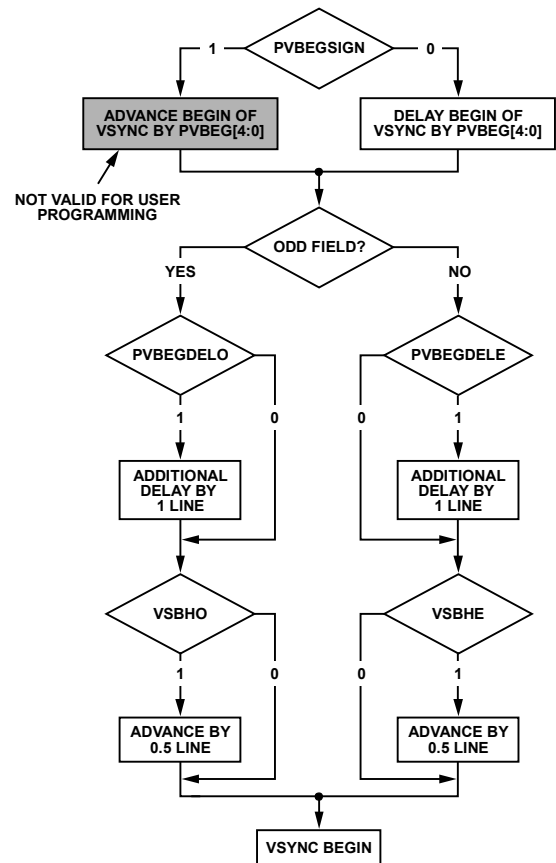 PVBEGSIGN
1
0
ADVANCE BEGIN OF
VSYNC BY PVBEG[4:0]
DELAY BEGIN OF
VSYNC BY PVBEG[4:0]
NOT VALID FOR USER
PROGRAMMING
ODD FIELD?
YES
NO
PVBEGDELO
PVBEGDELE
1
0
0
1
ADDITIONAL
DELAY BY
1 LINE
ADDITIONAL
DELAY BY
1 LINE
VSBHO
VSBHE
1
0
0
1
ADVANCE BY
0.5 LINE
ADVANCE BY
0.5 LINE
VSYNC BEGIN